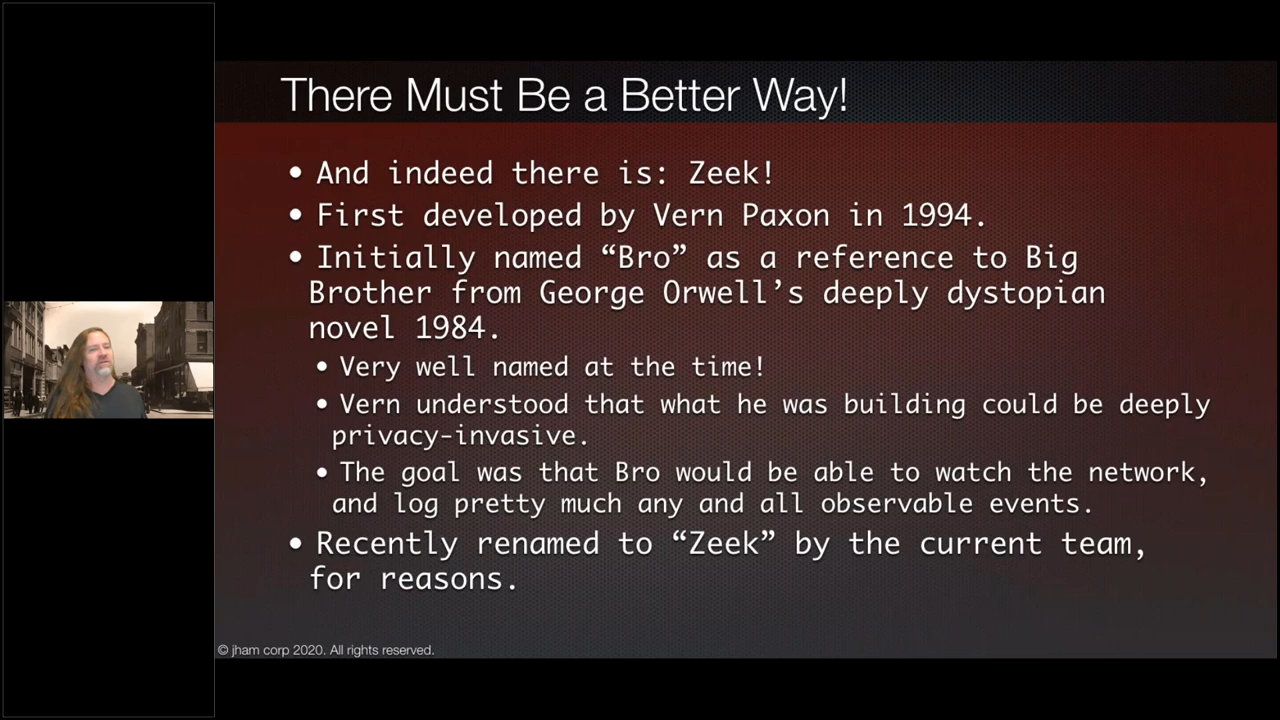 There Must Be a Better Way!
• And indeed there is: Zeek!
• First developed by Vern Paxon in 1994.
• Initially named “Bro” as a reference to Big
Brother from George Orwell’s deeply dystopian
novel 1984.
• Very well named at the time!
• Vern understood that what he was building could be deeply
privacy-invasive.
• The goal was that Bro would be able to watch the network,
and log pretty much any and all observable events.
• Recently renamed to “Zeek” by the current team,
for reasons.
© jham corp 2020. All rights reserved.